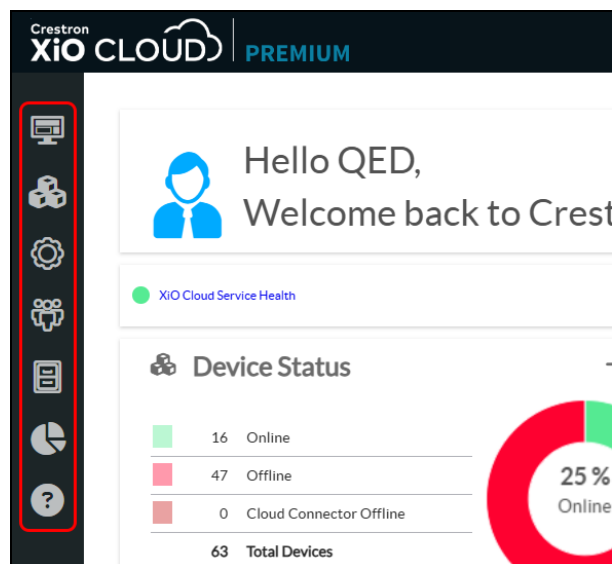 Crestron
XiO CLOUD PREMIUM
Hello QED,
Welcome back to Crest
XiO Cloud Service Health
Device Status
16 Online
47 Offline
0 Cloud Connector Offline
63 Total Devices
25 %
Online
?